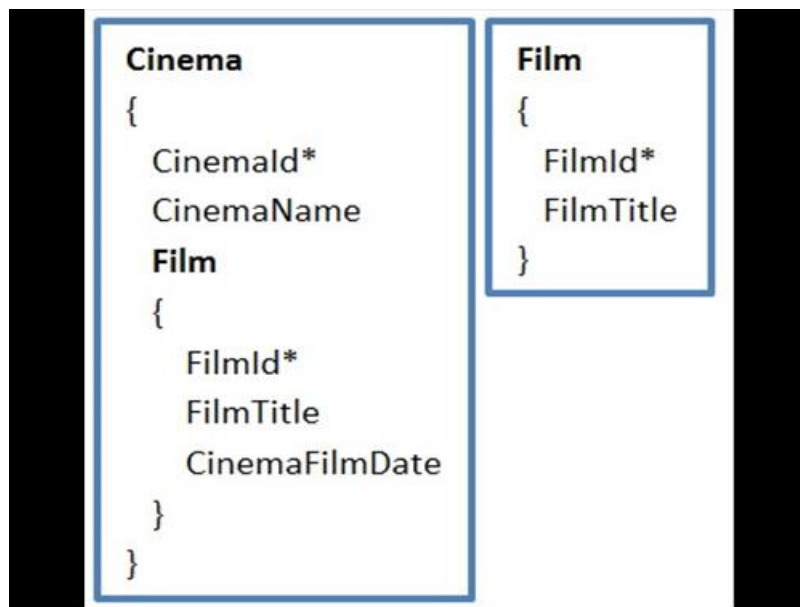 Cinema
{
CinemaId*
CinemaName
Film
{
FilmId*
FilmTitle
CinemaFilmDate
}
}
Film
{
FilmId*
FilmTitle
}